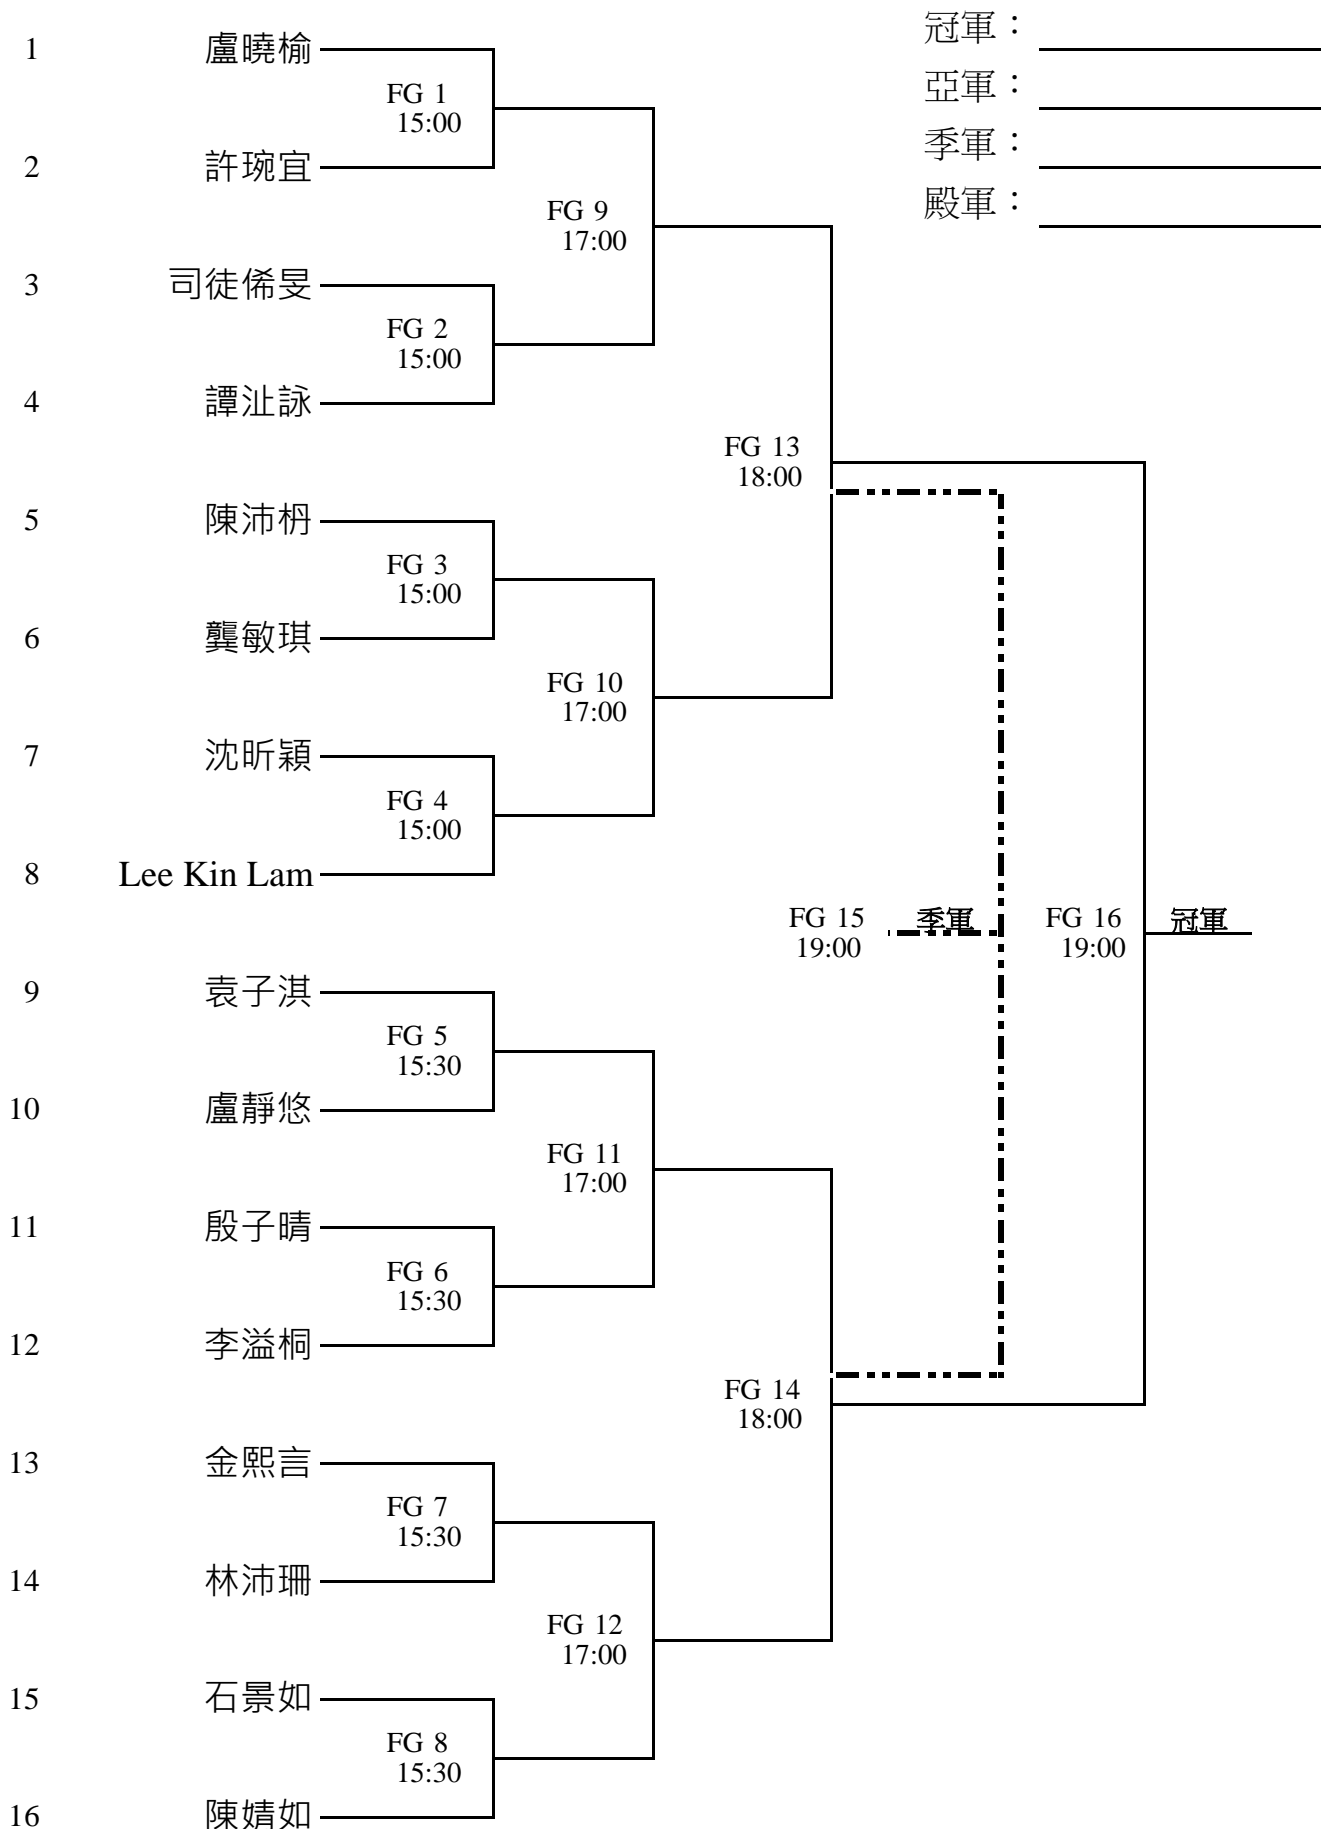 冠軍：
1 盧曉榆
亞軍：
FG 1
15:00
季軍：
2 許琬宜
殿軍：
FG 9
17:00
3 司徒俙旻
FG 2
15:00
4 譚沚詠
FG 13
18:00
5 陳沛枬
FG 3
15:00
6 龔敏琪
FG 10
17:00
7 沈昕穎
FG 4
15:00
8 Lee Kin Lam
FG 15 季軍 FG 16 冠軍
19:00 19:00
9 袁子淇
FG 5
15:30
10 盧靜悠
FG 11
17:00
11 殷子晴
FG 6
15:30
12 李溢桐
FG 14
18:00
13 金熙言
FG 7
15:30
14 林沛珊
FG 12
17:00
15 石景如
FG 8
15:30
16 陳婧如